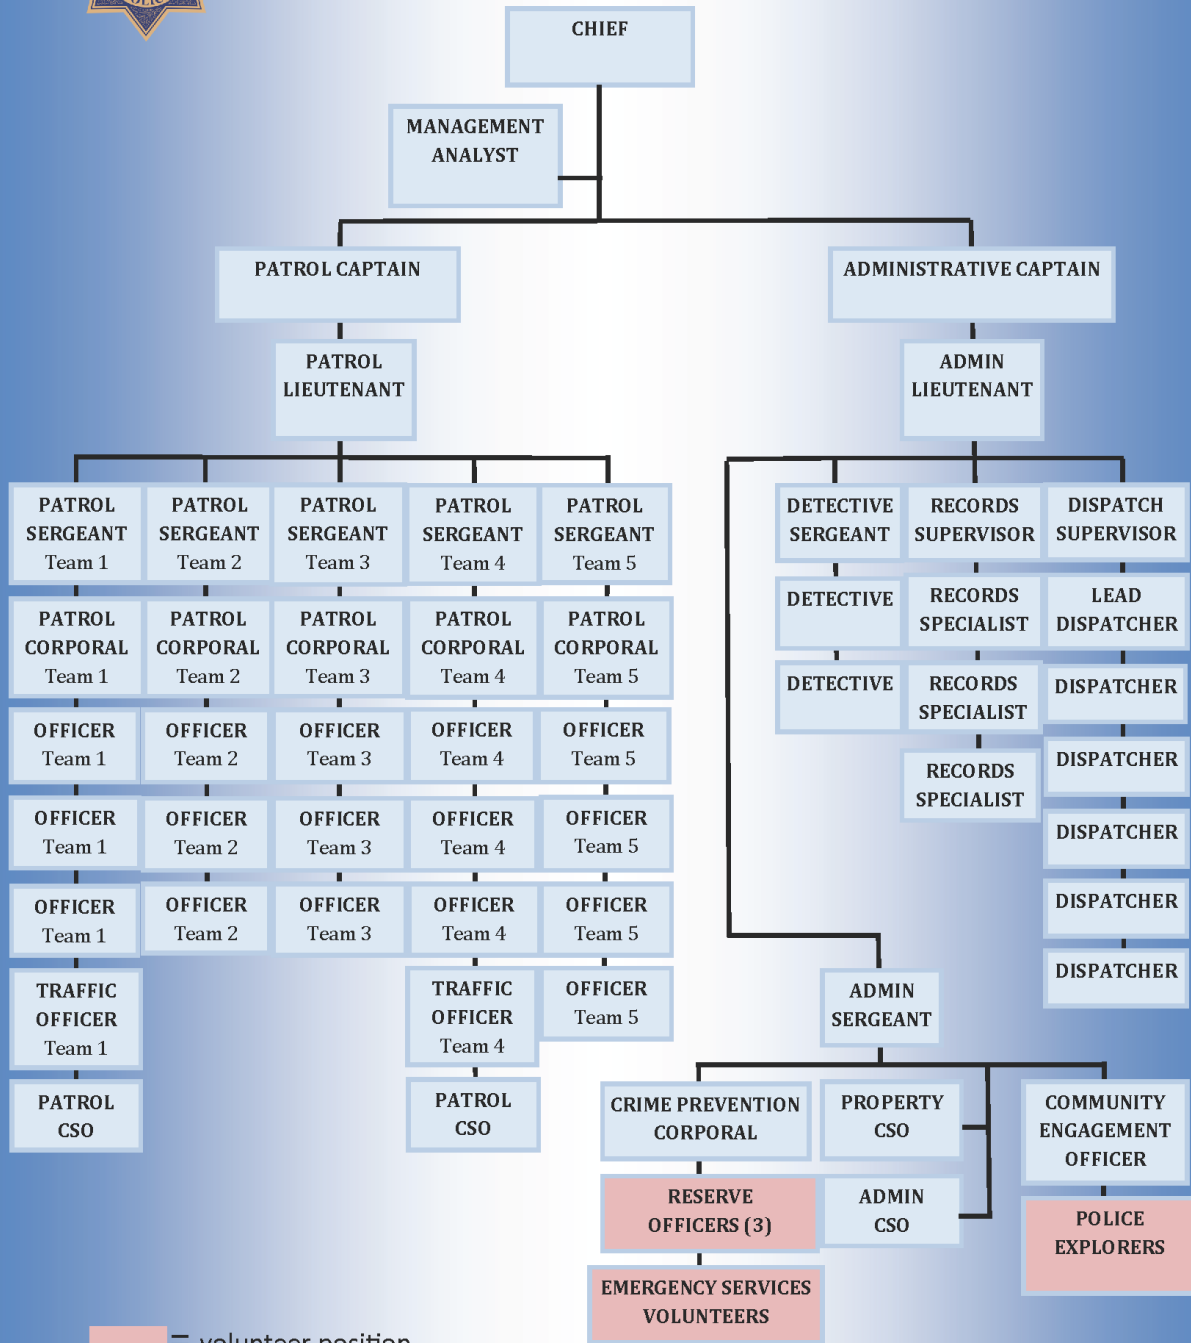 POLIC
CHIEF
MANAGEMENT
ANALYST
PATROL CAPTAIN
ADMINISTRATIVE CAPTAIN
PATROL
LIEUTENANT
ADMIN
LIEUTENANT
PATROL
SERGEANT
Team 1
PATROL
SERGEANT
Team 2
PATROL
SERGEANT
Team 3
PATROL
SERGEANT
Team 4
PATROL
SERGEANT
Team 5
DETECTIVE
SERGEANT
RECORDS
SUPERVISOR
DISPATCH
SUPERVISOR
PATROL
CORPORAL
Team 1
PATROL
CORPORAL
Team 2
PATROL
CORPORAL
Team 3
PATROL
CORPORAL
Team 4
PATROL
CORPORAL
Team 5
DETECTIVE
RECORDS
SPECIALIST
LEAD
DISPATCHER
OFFICER
Team 1
OFFICER
Team 2
OFFICER
Team 3
OFFICER
Team 4
OFFICER
Team 5
DETECTIVE
RECORDS
SPECIALIST
DISPATCHER
OFFICER
Team 1
OFFICER
Team 2
OFFICER
Team 3
OFFICER
Team 4
OFFICER
Team 5
RECORDS
SPECIALIST
DISPATCHER
DISPATCHER
OFFICER
Team 1
OFFICER
Team 2
OFFICER
Team 3
OFFICER
Team 4
OFFICER
Team 5
DISPATCHER
TRAFFIC
OFFICER
Team 1
TRAFFIC
OFFICER
Team 4
OFFICER
Team 5
ADMIN
SERGEANT
DISPATCHER
PATROL
CSO
PATROL
CSO
CRIME PREVENTION
CORPORAL
PROPERTY
CSO
COMMUNITY
ENGAGEMENT
OFFICER
RESERVE
OFFICERS (3)
ADMIN
CSO
POLICE
EXPLORERS
EMERGENCY SERVICES
VOLUNTEERS
= volunteer position